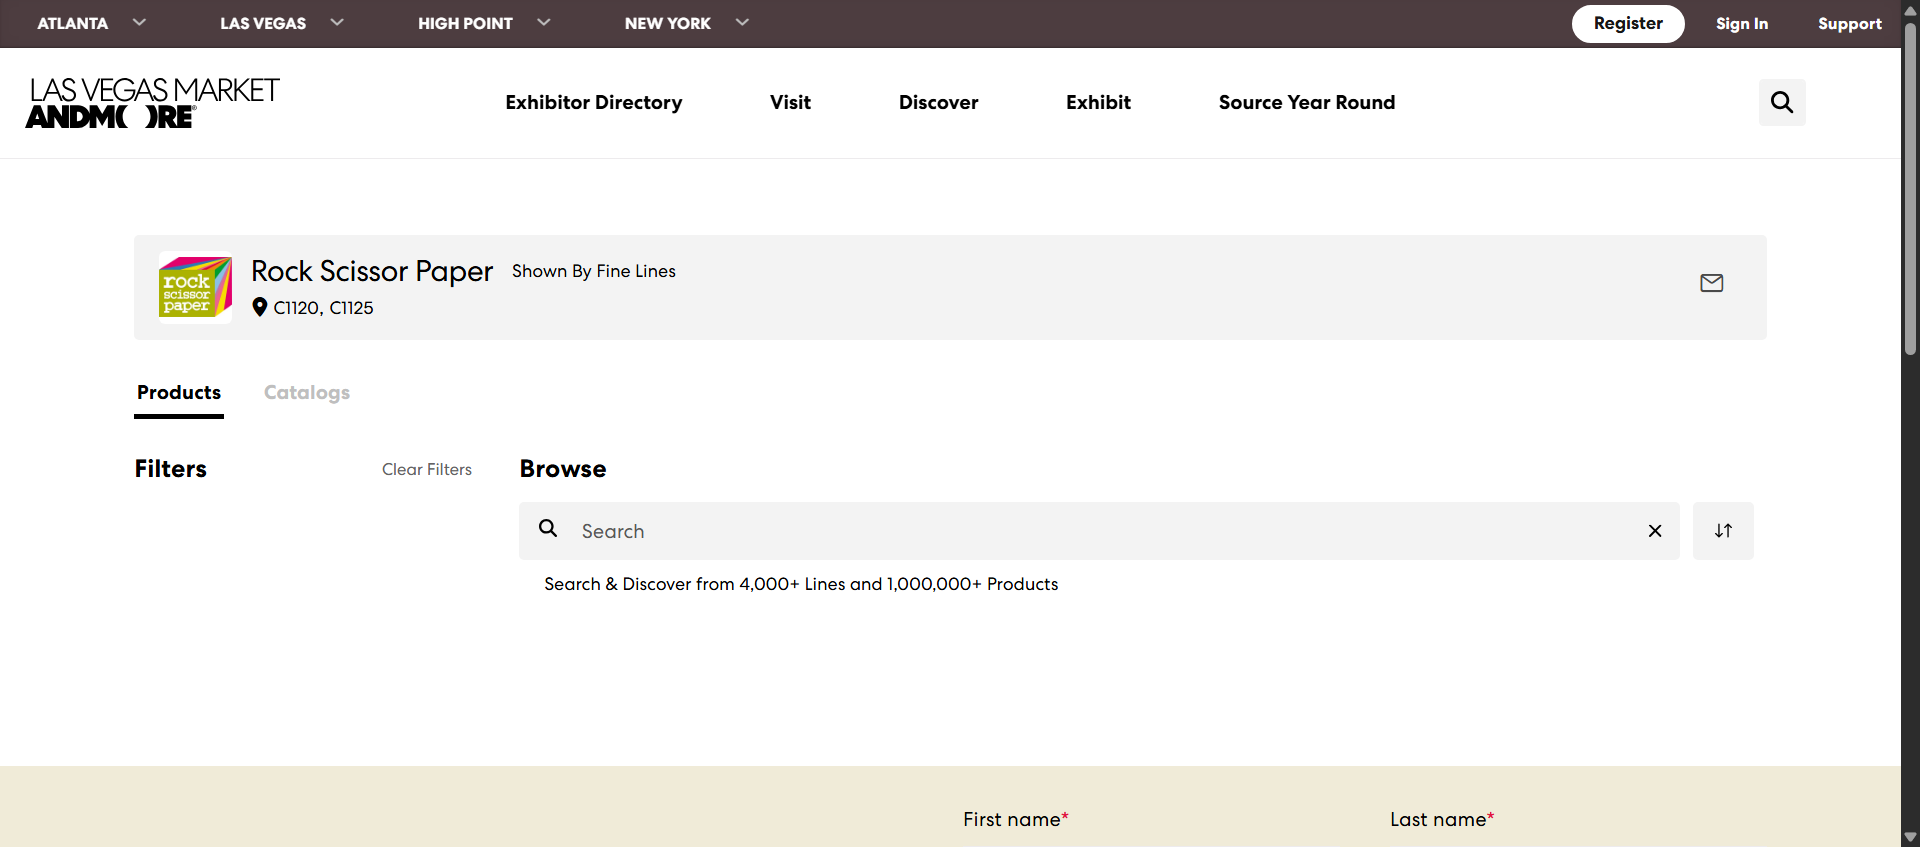 ATLANTA LAS VEGAS HIGH POINT NEW YORK Register Sign In Support
LAS VEGAS MARKET
ANDMORE®
Exhibitor Directory Visit Discover Exhibit Source Year Round
rock
scissor
paper
Rock Scissor Paper Shown By Fine Lines
C1120, C1125
Products Catalogs
Filters Clear Filters Browse
Search
Search & Discover from 4,000+ Lines and 1,000,000+ Products
First name* Last name*